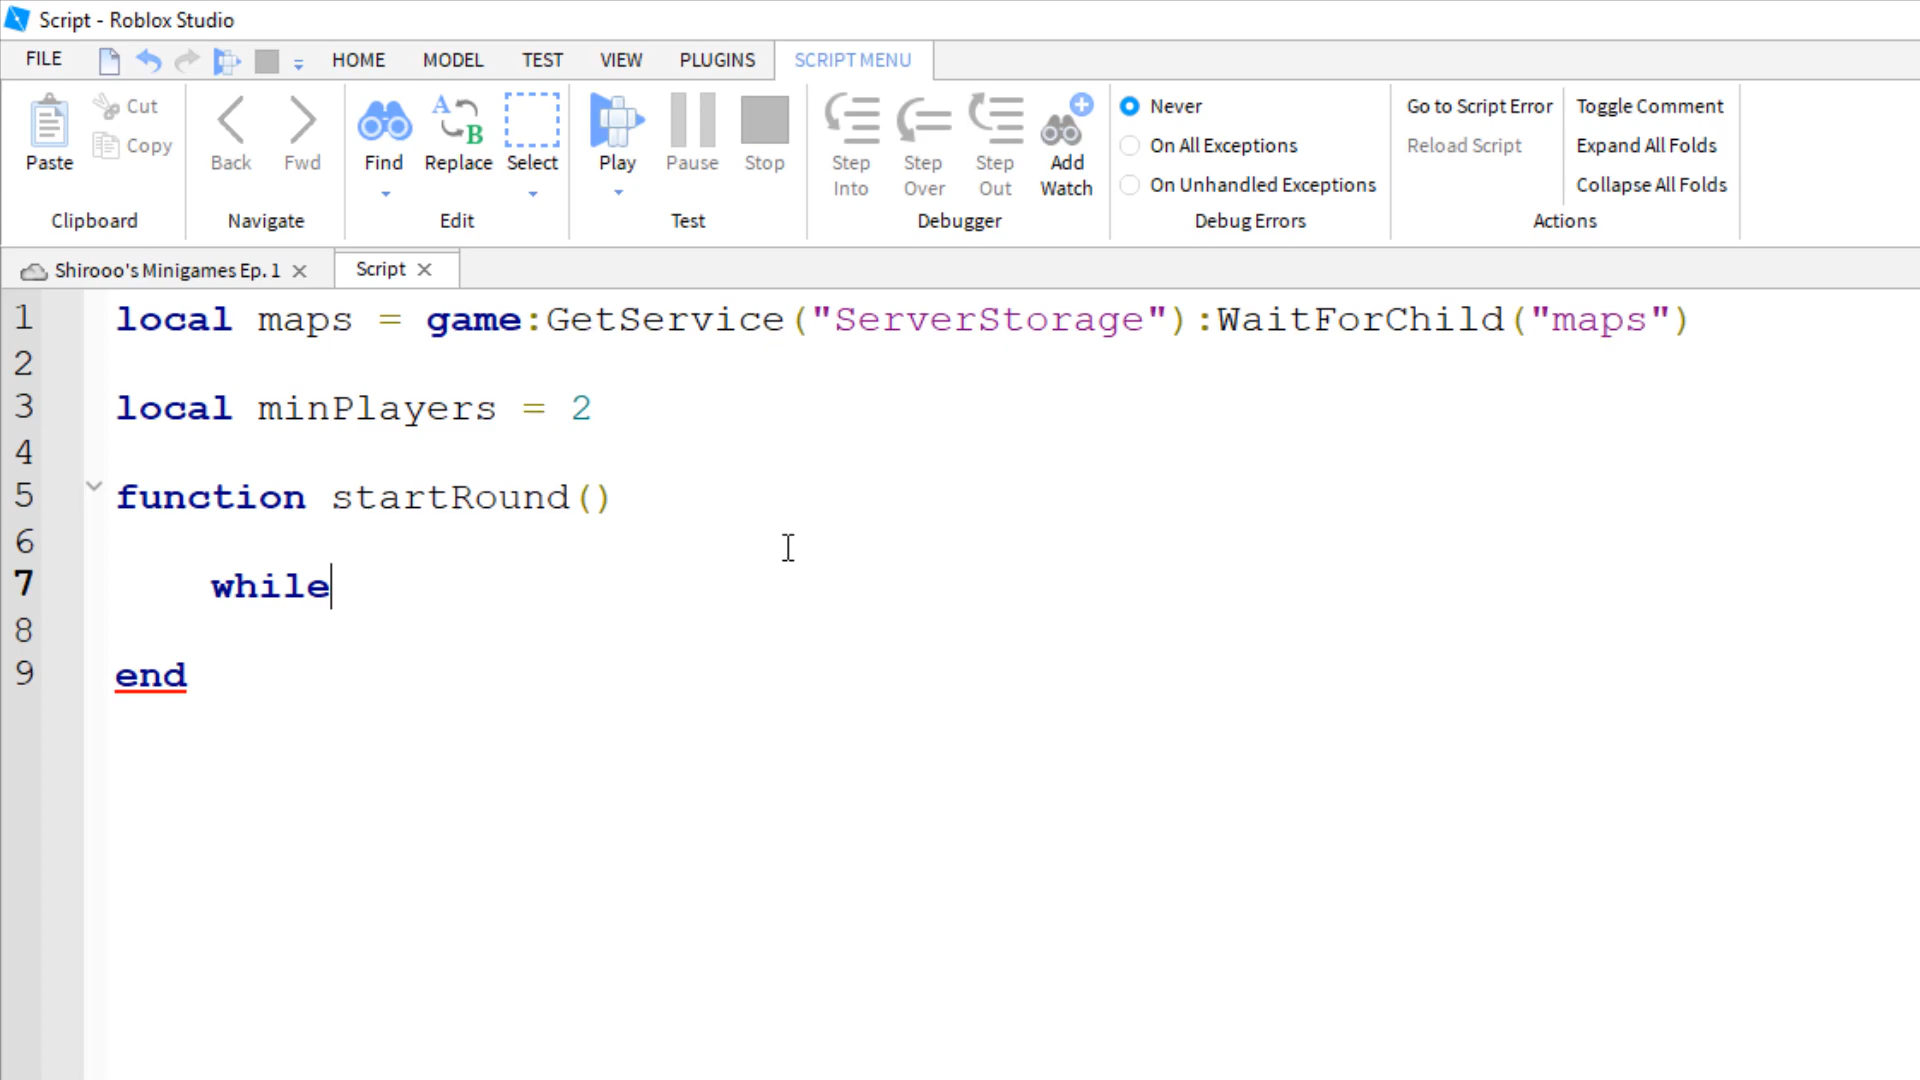 Script - Roblox Studio
FILE HOME MODEL TEST VIEW PLUGINS SCRIPT MENU
Paste
Cut
Copy
Clipboard
Back
Fwd
Navigate
Find
A
B
Replace
Select
Edit
Play
Pause
Stop
Test
Step Into
Step Over
Step Out
Add Watch
Debugger
Never
On All Exceptions
On Unhandled Exceptions
Debug Errors
Go to Script Error
Reload Script
Toggle Comment
Expand All Folds
Collapse All Folds
Actions
Shirooo's Minigames Ep. 1
Script
1 local maps = game:GetService("ServerStorage"):WaitForChild("maps")
2
3 local minPlayers = 2
4
5 function startRound()
6
7 while
8
9 end